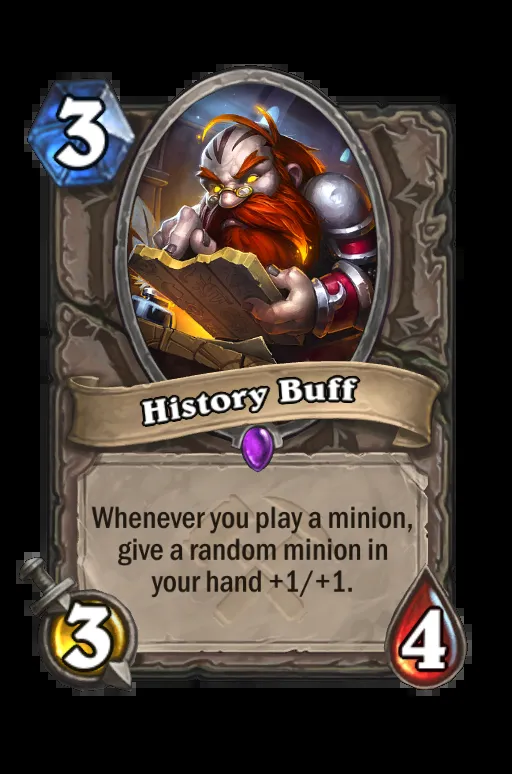 3
History Buff
Whenever you play a minion,
give a random minion in
your hand +1/+1.
3
4